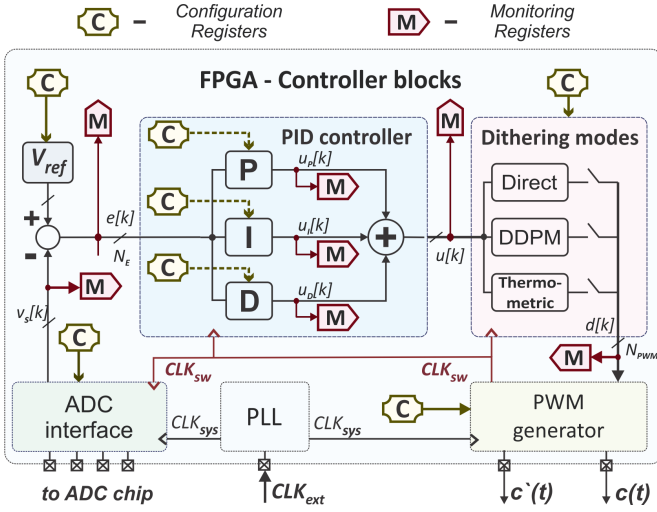 C – Configuration Registers
M – Monitoring Registers
FPGA - Controller blocks
C
M
M
C
V_ref
C
PID controller
Dithering modes
P
u_P[k]
M
Direct
+
e[k]
N_E
-
C
I
u_I[k]
M
+
u[k]
DDPM
M
v_s[k]
C
D
u_D[k]
M
Thermo-
metric
d[k]
N_PWM
M
C
CLK_sw
CLK_sw
ADC
interface
CLK_sys
PLL
CLK_sys
C
PWM
generator
to ADC chip
CLK_ext
c`(t)
c(t)